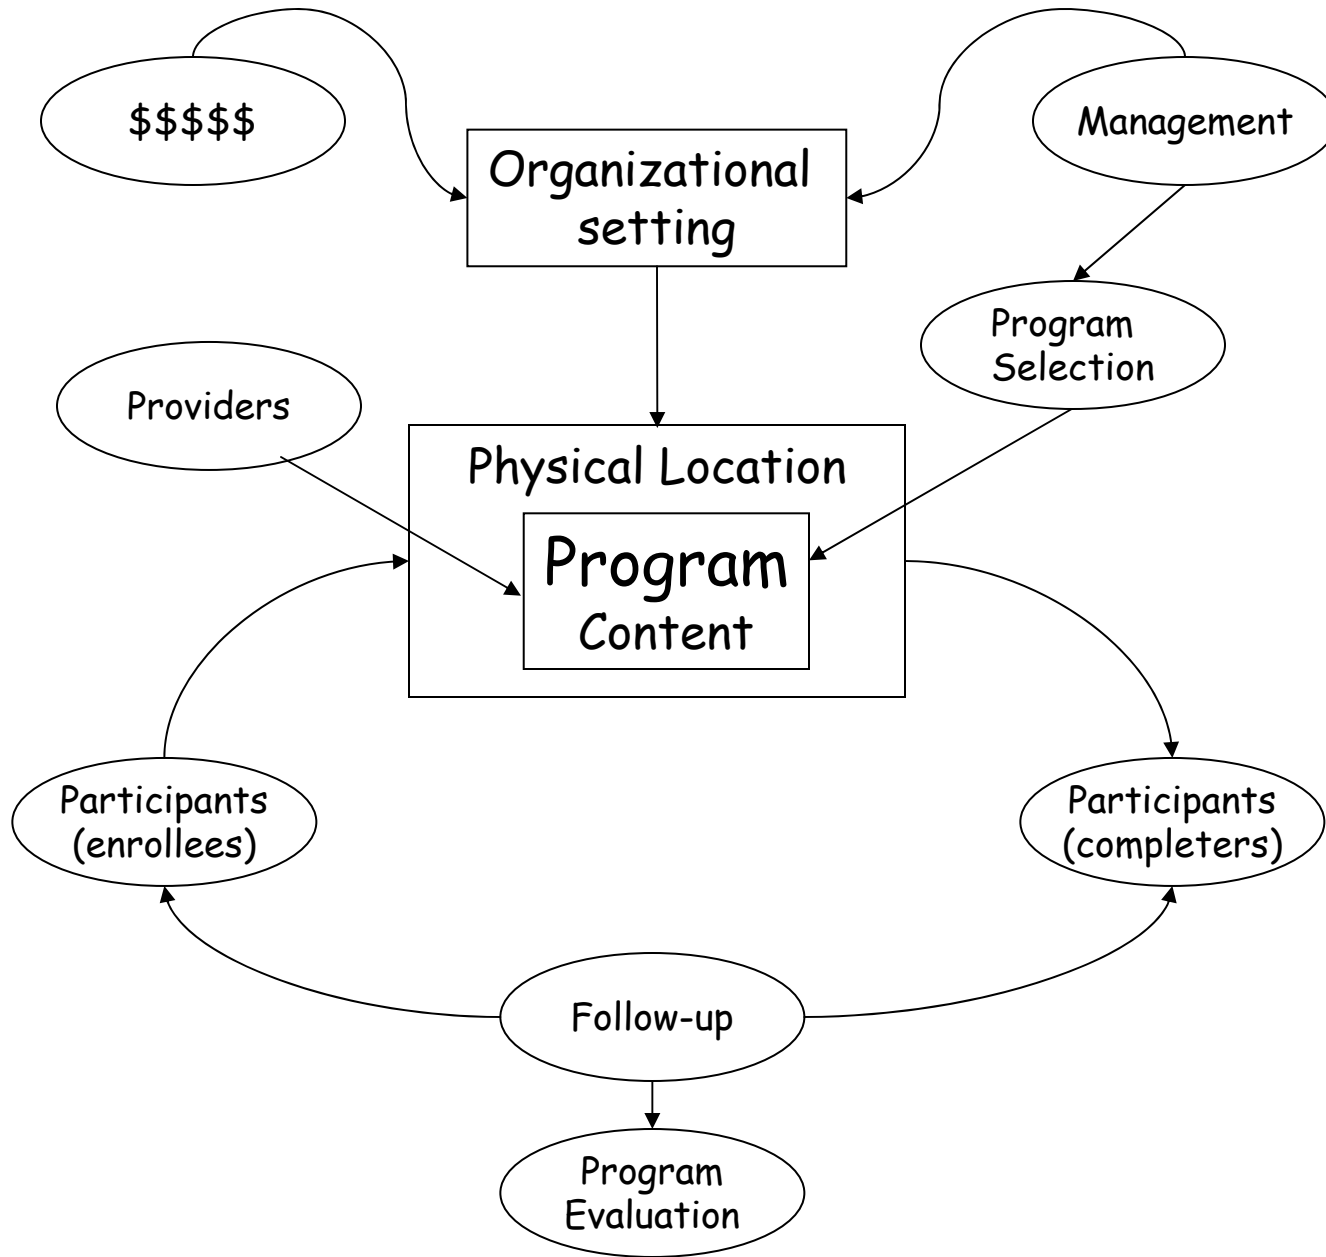 $$$$$
Management
Organizational
setting
Program
Selection
Providers
Physical Location
Program
Content
Participants
(enrollees)
Participants
(completers)
Follow-up
Program
Evaluation